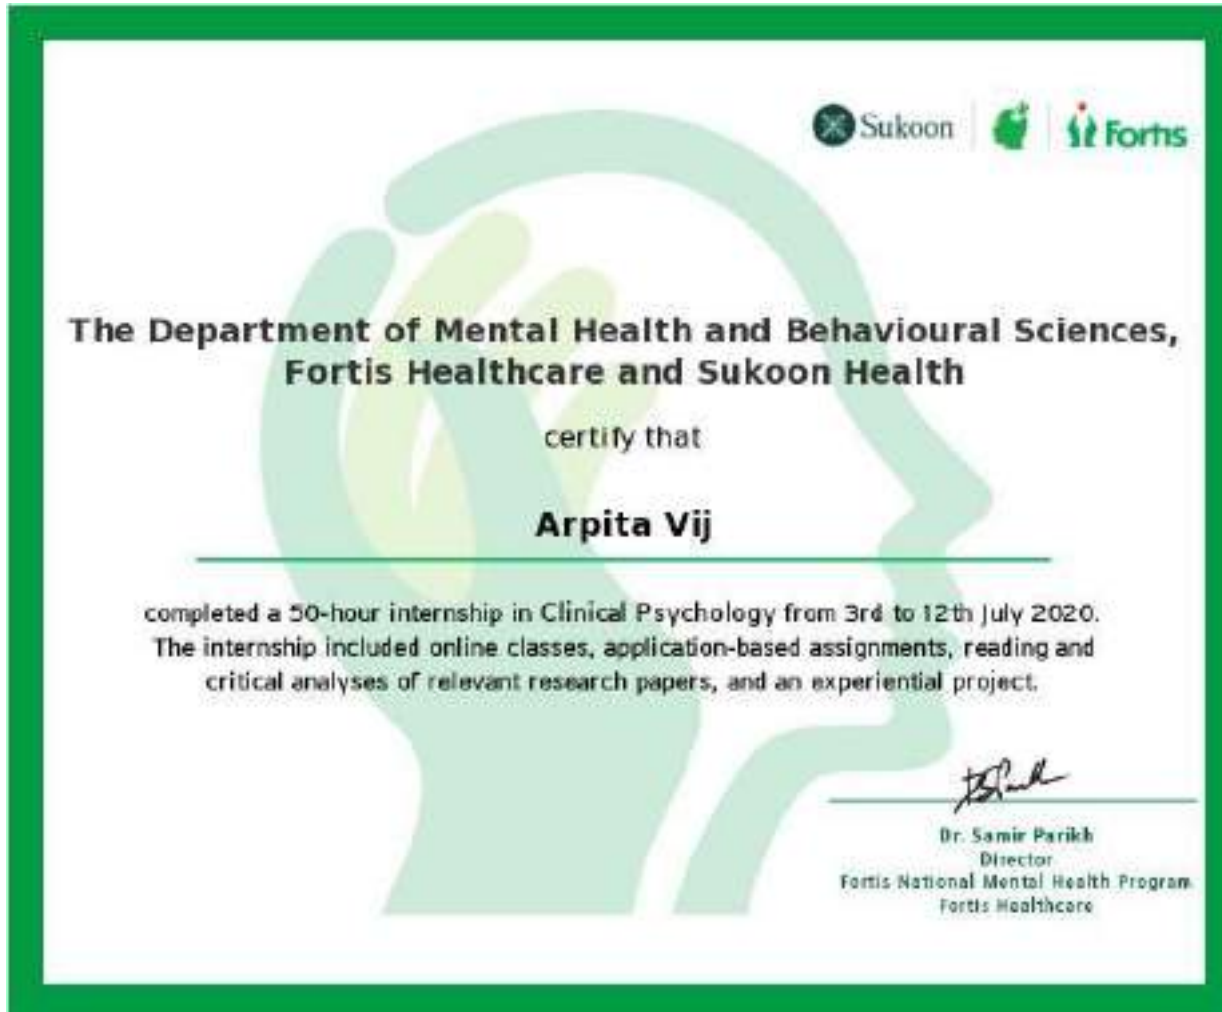 Sukoon
Fortis
The Department of Mental Health and Behavioural Sciences,
Fortis Healthcare and Sukoon Health
certify that
Arpita Vij
completed a 50-hour internship in Clinical Psychology from 3rd to 12th July 2020.
The internship included online classes, application-based assignments, reading and
critical analyses of relevant research papers, and an experiential project.
Dr. Samir Parikh
Director
Fortis National Mental Health Program
Fortis Healthcare